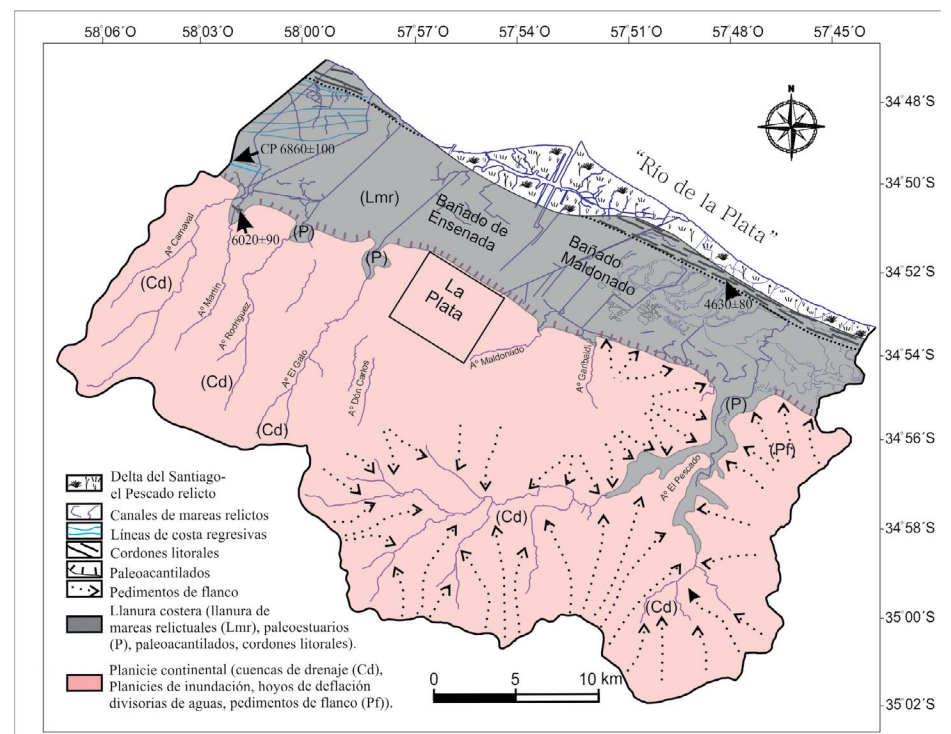 58°06´O
58°03´O
58°00´O
57°57´O
57°54´O
57°51´O
57°48´O
57°45´O
N
34°48´S
34°50´S
34°52´S
34°54´S
34°56´S
34°58´S
35°00´S
35°02´S
"Río de la Plata"
CP 6860±100
6020±90
4630±80
(Lmr)
Bañado de
Ensenada
Bañado
Maldonado
(P)
(P)
(P)
La
Plata
Aº Carnaval
Aº Martín
Aº Rodríguez
Aº El Gato
Aº Dón Carlos
Aº Maldonado
Aº Garibaldi
Aº El Pescado
(Cd)
(Cd)
(Cd)
(Cd)
(Cd)
(Pf)
Delta del Santiago-
el Pescado relicto
Canales de mareas relictos
Líneas de costa regresivas
Cordones litorales
Paleoacantilados
Pedimentos de flanco
Llanura costera (llanura de
mareas relictuales (Lmr), palcoestuarios
(P), paleoacantilados, cordones litorales).
Planicie continental (cuencas de drenaje (Cd),
Planicies de inundación, hoyos de deflación
divisorias de aguas, pedimentos de flanco (Pf)).
0 5 10 km